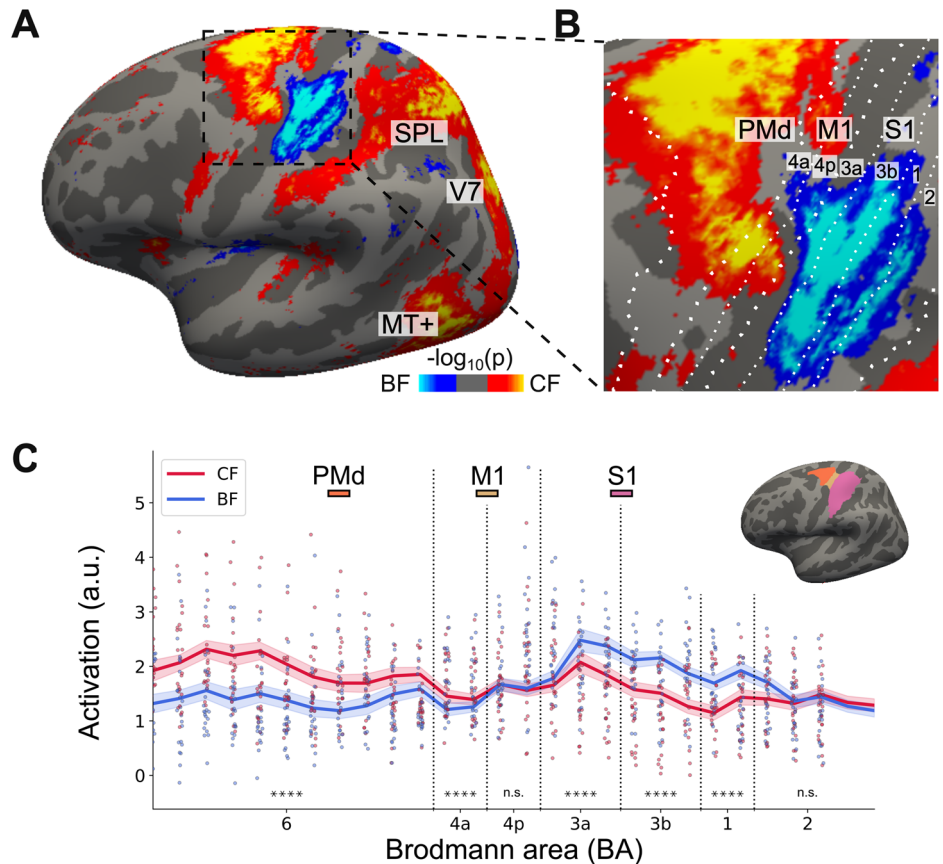 A
B
SPL
V7
MT+
-log10(p)
BF
CF
PMd
M1
S1
4a
4p
3a
3b
1
2
C
CF
BF
PMd
M1
S1
Activation (a.u.)
5
4
3
2
1
0
**** **** n.s. **** **** **** n.s.
6 4a 4p 3a 3b 1 2
Brodmann area (BA)